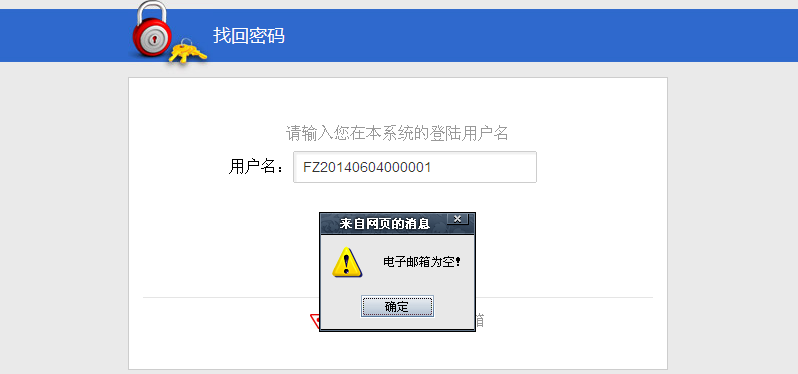 找回密码
请输入您在本系统的登陆用户名
用户名：
FZ20140604000001
来自网页的消息
电子邮箱为空!
确定
箱